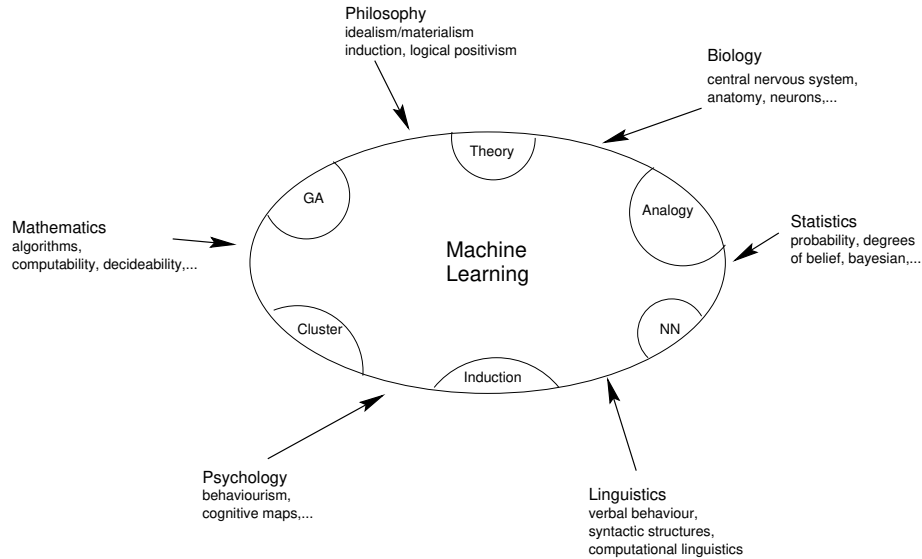 Philosophy
idealism/materialism
induction, logical positivism
Biology
central nervous system,
anatomy, neurons,...
Theory
GA
Analogy
Mathematics
algorithms,
computability, decideability,...
Statistics
probability, degrees
of belief, bayesian,...
Machine
Learning
Cluster
NN
Induction
Psychology
behaviourism,
cognitive maps,...
Linguistics
verbal behaviour,
syntactic structures,
computational linguistics